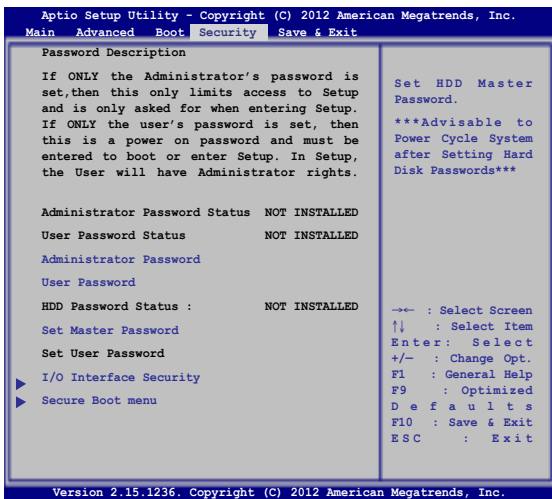 Aptio Setup Utility - Copyright (C) 2012 American Megatrends, Inc.
Main Advanced Boot Security Save & Exit
Password Description
If ONLY the Administrator's password is
set,then this only limits access to Setup
and is only asked for when entering Setup.
If ONLY the user's password is set, then
this is a power on password and must be
entered to boot or enter Setup. In Setup,
the User will have Administrator rights.
Administrator Password Status NOT INSTALLED
User Password Status NOT INSTALLED
Administrator Password
User Password
HDD Password Status : NOT INSTALLED
Set Master Password
Set User Password
I/O Interface Security
Secure Boot menu
Set HDD Master
Password.
***Advisable to
Power Cycle System
after Setting Hard
Disk Passwords***
→← : Select Screen
↑↓ : Select Item
Enter: Select
+/— : Change Opt.
F1 : General Help
F9 : Optimized
Defaults
F10 : Save & Exit
ESC : Exit
Version 2.15.1236. Copyright (C) 2012 American Megatrends, Inc.